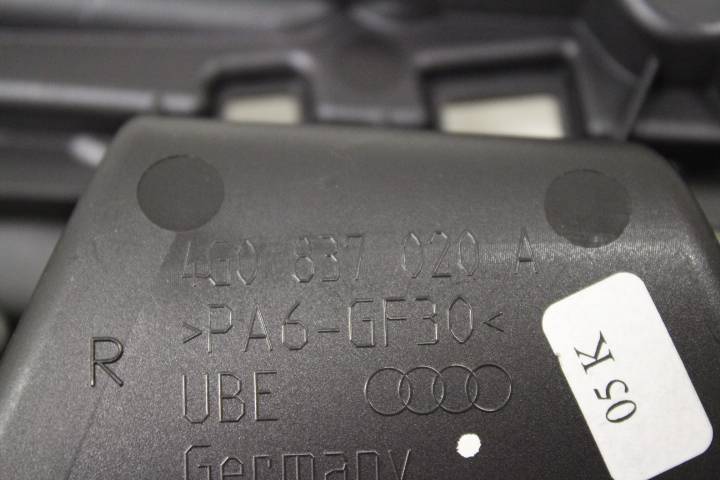 4G0 837 020 A
>PA6-GF30<
R
UBE
Germany
05 K